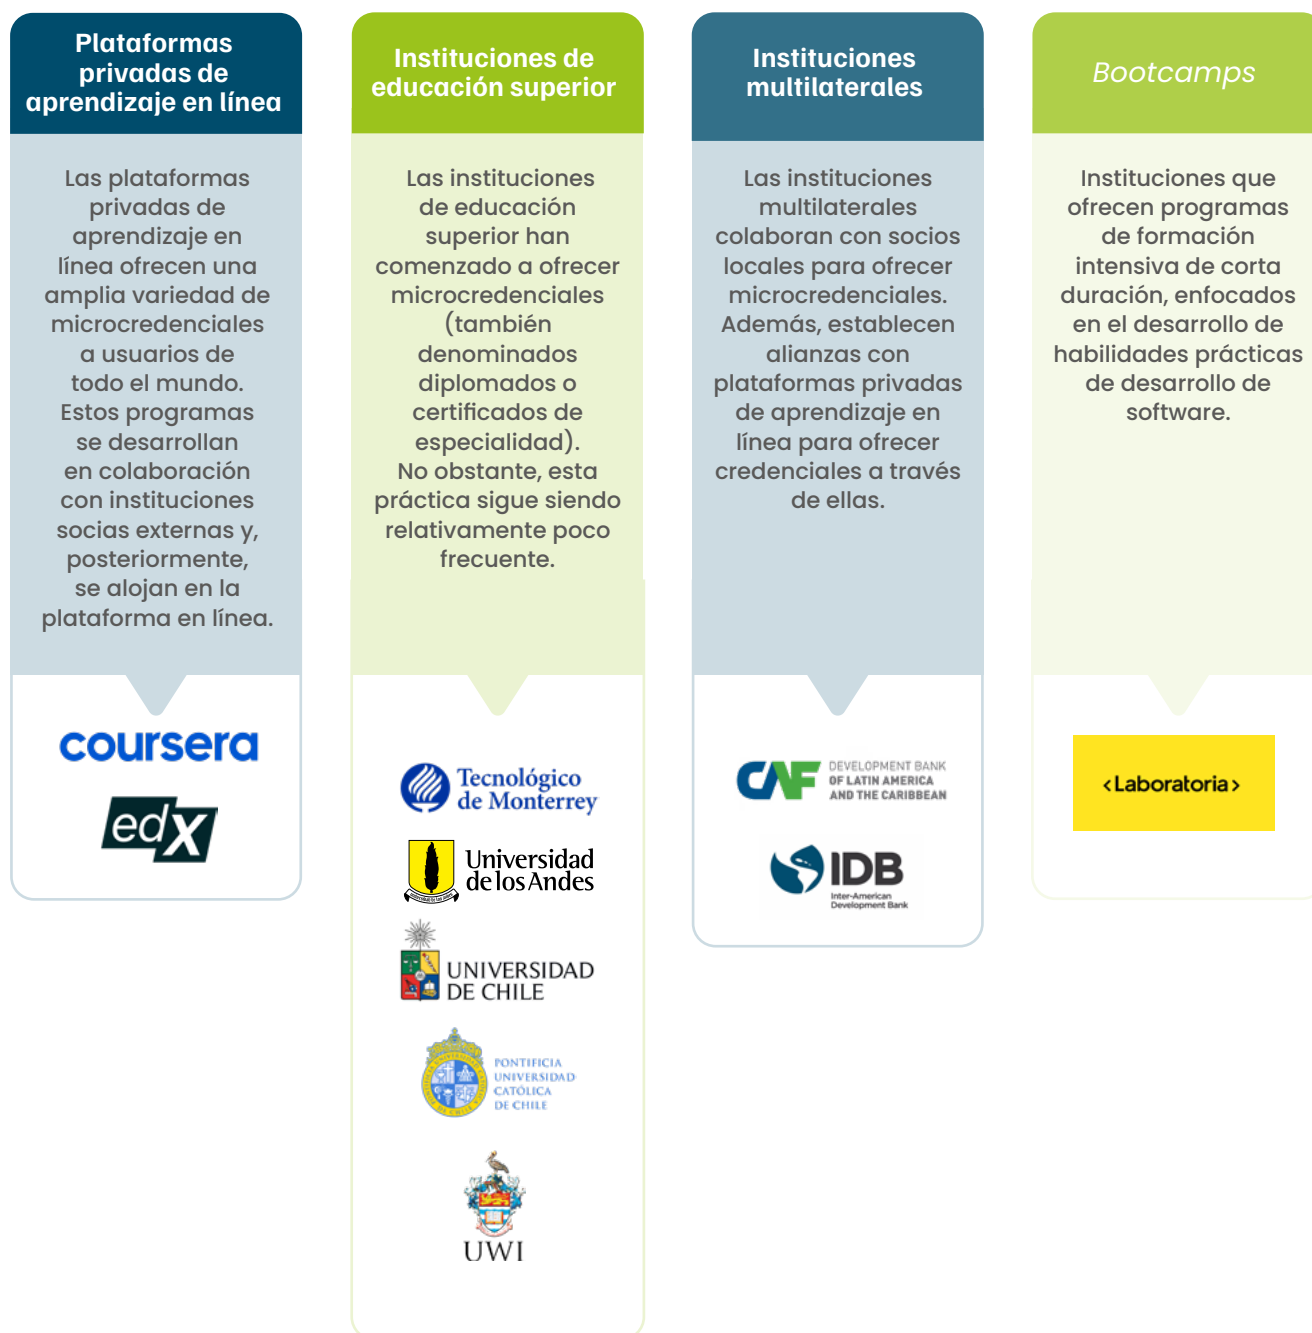 Plataformas
privadas de
aprendizaje en línea
Las plataformas
privadas de
aprendizaje en
línea ofrecen una
amplia variedad de
microcredenciales
a usuarios de
todo el mundo.
Estos programas
se desarrollan
en colaboración
con instituciones
socias externas y,
posteriormente,
se alojan en la
plataforma en línea.
coursera
edX
Instituciones de
educación superior
Las instituciones
de educación
superior han
comenzado a ofrecer
microcredenciales
(también
denominados
diplomados o
certificados de
especialidad).
No obstante, esta
práctica sigue siendo
relativamente poco
frecuente.
Tecnológico
de Monterrey
Universidad
de los Andes
UNIVERSIDAD
DE CHILE
PONTIFICIA
UNIVERSIDAD
CATÓLICA
DE CHILE
UWI
Instituciones
multilaterales
Las instituciones
multilaterales
colaboran con socios
locales para ofrecer
microcredenciales.
Además, establecen
alianzas con
plataformas privadas
de aprendizaje en
línea para ofrecer
credenciales a través
de ellas.
CAF
DEVELOPMENT BANK
OF LATIN AMERICA
AND THE CARIBBEAN
IDB
Inter-American
Development Bank
Bootcamps
Instituciones que
ofrecen programas
de formación
intensiva de corta
duración, enfocados
en el desarrollo de
habilidades prácticas
de desarrollo de
software.
<Laboratoria>